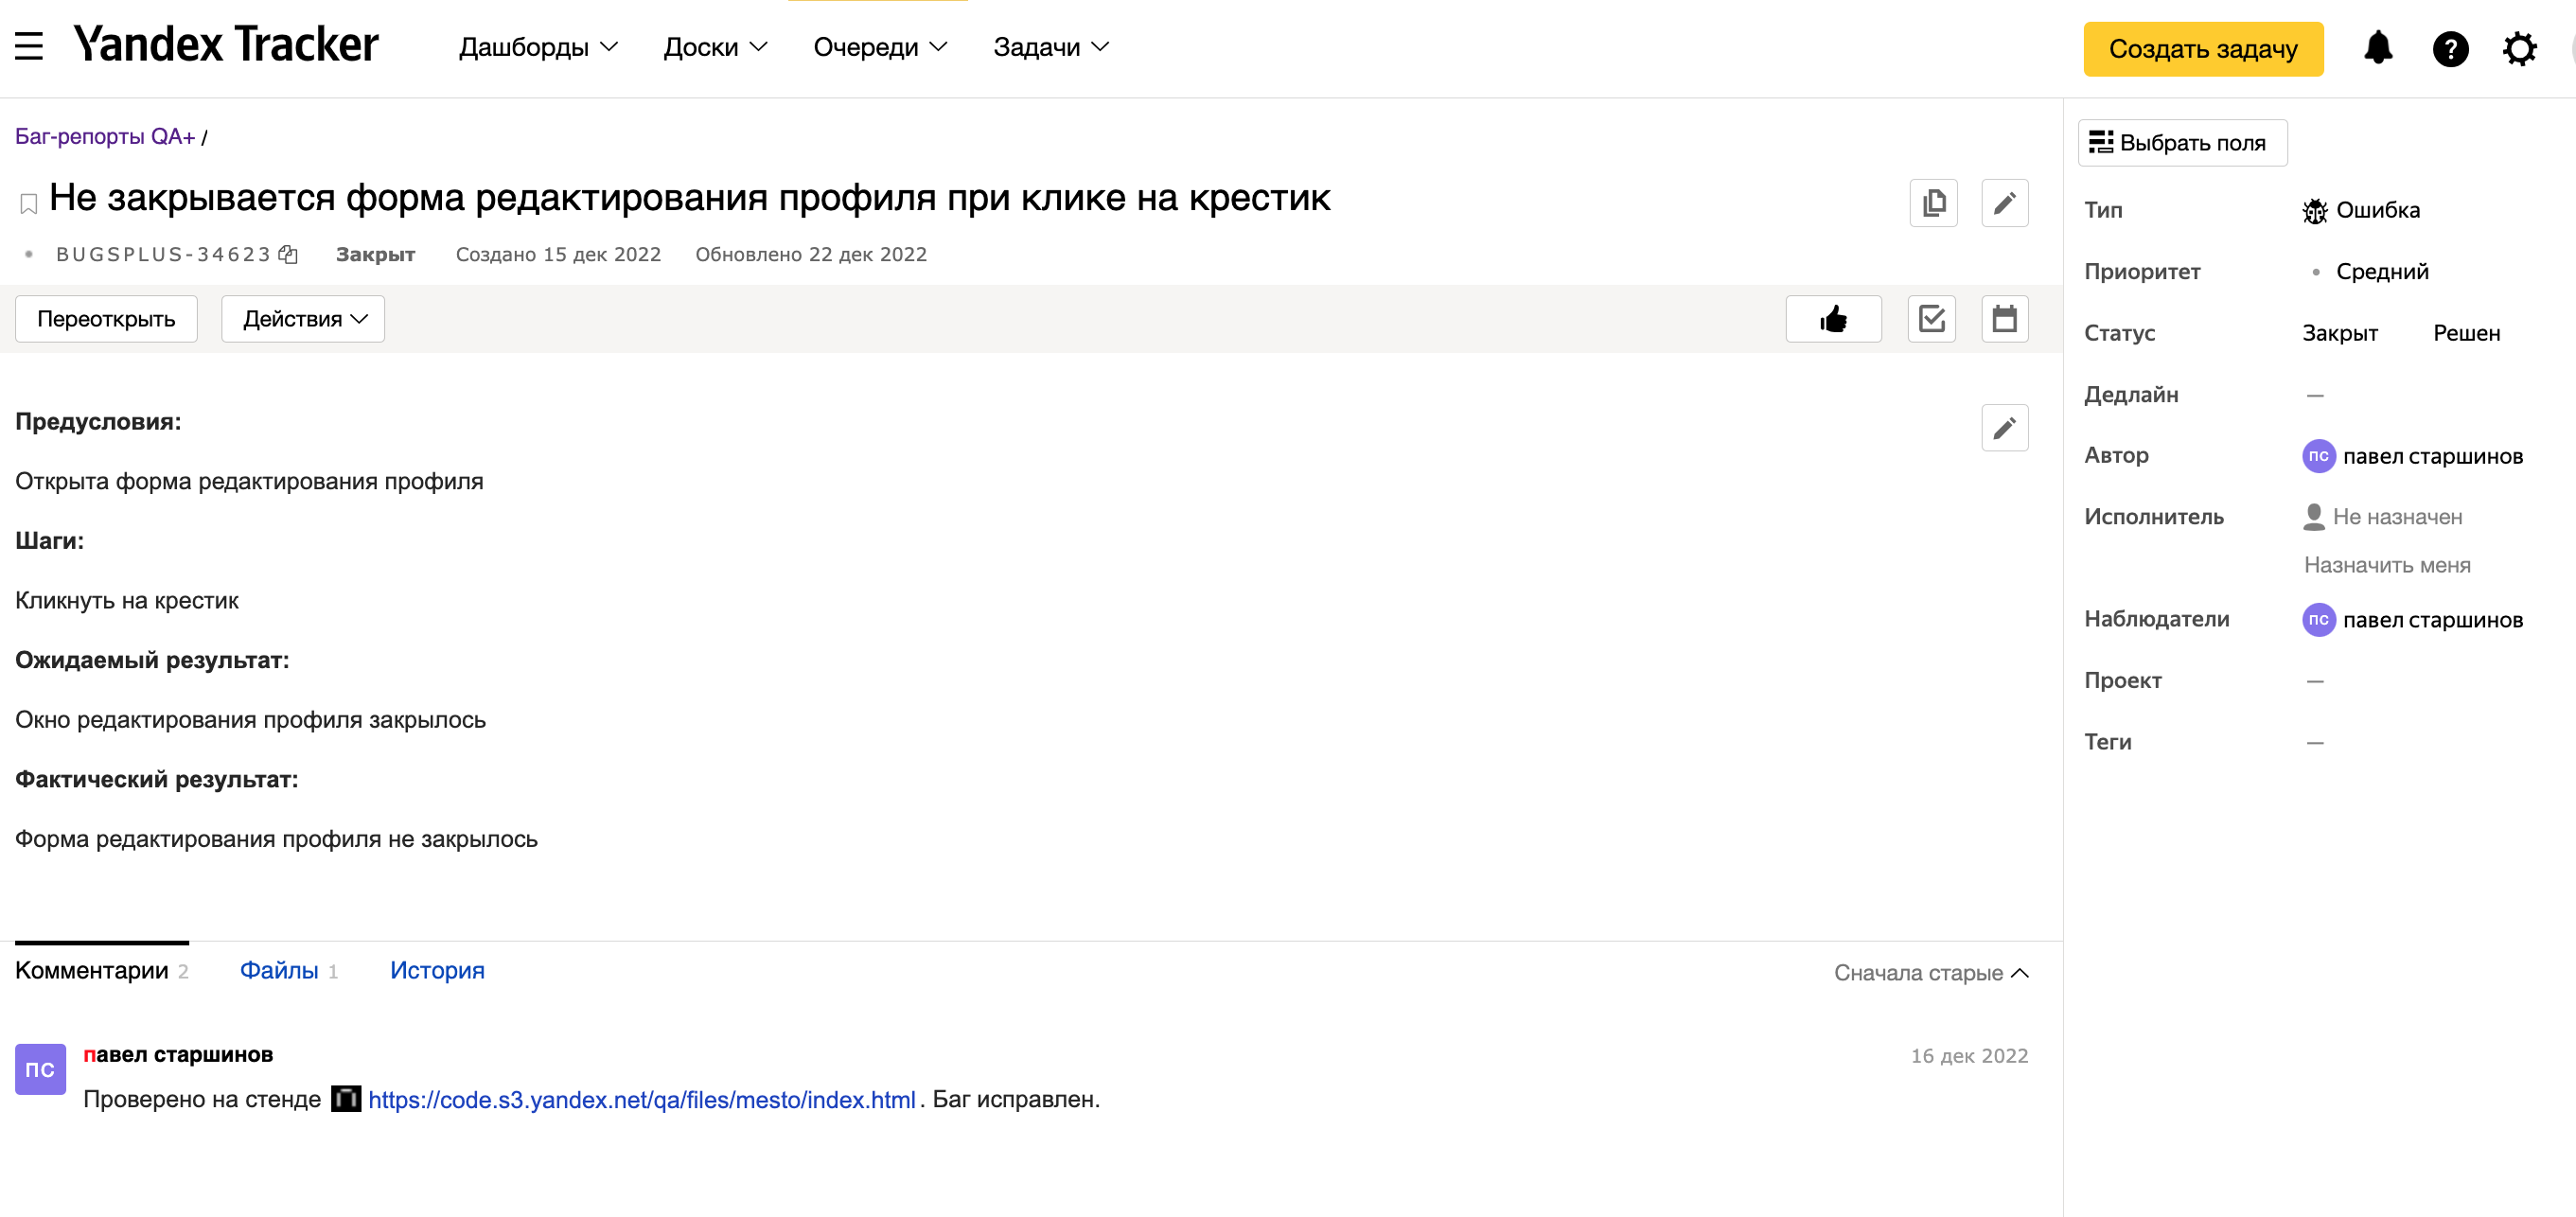 Yandex Tracker Дашборды Доски Очереди Задачи Создать задачу ?
Баг-репорты QA+ /
Не закрывается форма редактирования профиля при клике на крестик
BUGSPLUS-34623 Закрыт Создано 15 дек 2022 Обновлено 22 дек 2022
Переоткрыть Действия
Предусловия:
Открыта форма редактирования профиля
Шаги:
Кликнуть на крестик
Ожидаемый результат:
Окно редактирования профиля закрылось
Фактический результат:
Форма редактирования профиля не закрылось
Комментарии 2 Файлы 1 История Сначала старые
ПС павел старшинов 16 дек 2022
Проверено на стенде https://code.s3.yandex.net/qa/files/mesto/index.html. Баг исправлен.
Выбрать поля
Тип Ошибка
Приоритет Средний
Статус Закрыт Решен
Дедлайн —
Автор ПС павел старшинов
Исполнитель Не назначен
Назначить меня
Наблюдатели ПС павел старшинов
Проект —
Теги —